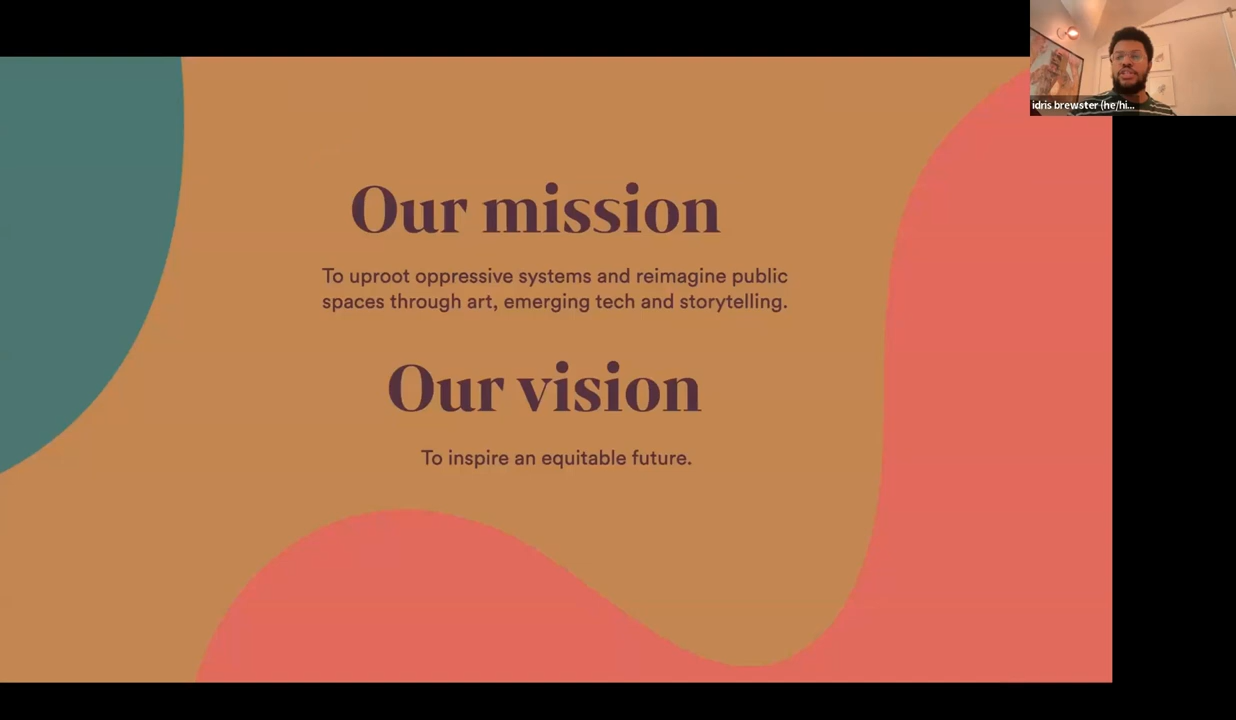 idris brewster (he/hi...
Our mission
To uproot oppressive systems and reimagine public
spaces through art, emerging tech and storytelling.
Our vision
To inspire an equitable future.